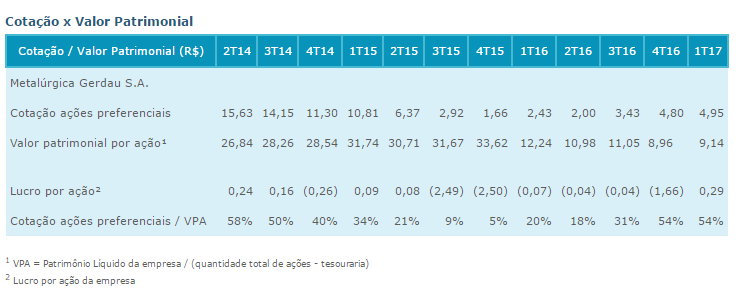 Cotação x Valor Patrimonial
Cotação / Valor Patrimonial (R$) 2T14 3T14 4T14 1T15 2T15 3T15 4T15 1T16 2T16 3T16 4T16 1T17
Metalúrgica Gerdau S.A.
Cotação ações preferenciais 15,63 14,15 11,30 10,81 6,37 2,92 1,66 2,43 2,00 3,43 4,80 4,95
Valor patrimonial por ação¹ 26,84 28,26 28,54 31,74 30,71 31,67 33,62 12,24 10,98 11,05 8,96 9,14
Lucro por ação² 0,24 0,16 (0,26) 0,09 0,08 (2,49) (2,50) (0,07) (0,04) (0,04) (1,66) 0,29
Cotação ações preferenciais / VPA 58% 50% 40% 34% 21% 9% 5% 20% 18% 31% 54% 54%
¹ VPA = Patrimônio Líquido da empresa / (quantidade total de ações - tesouraria)
² Lucro por ação da empresa